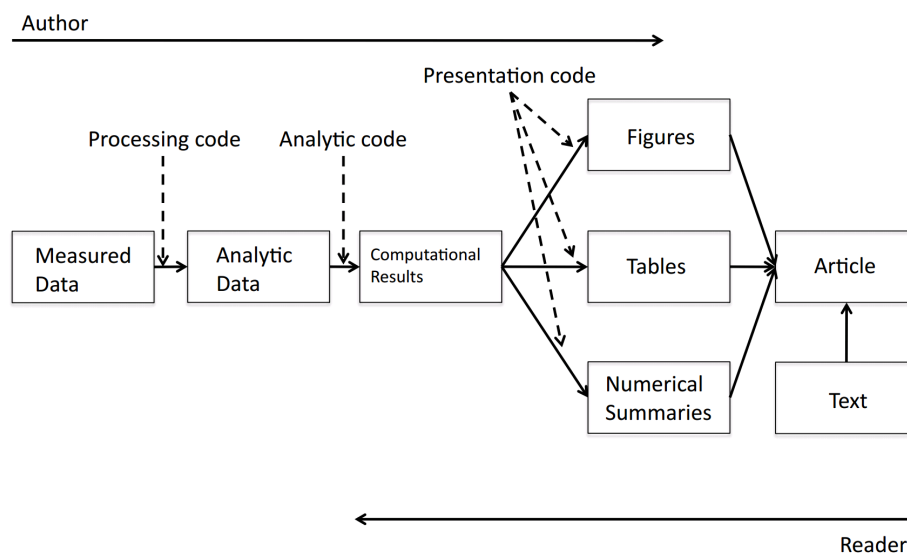 Author
Presentation code
Processing code
Analytic code
Figures
Measured
Data
Analytic
Data
Computational
Results
Tables
Article
Numerical
Summaries
Text
Reader